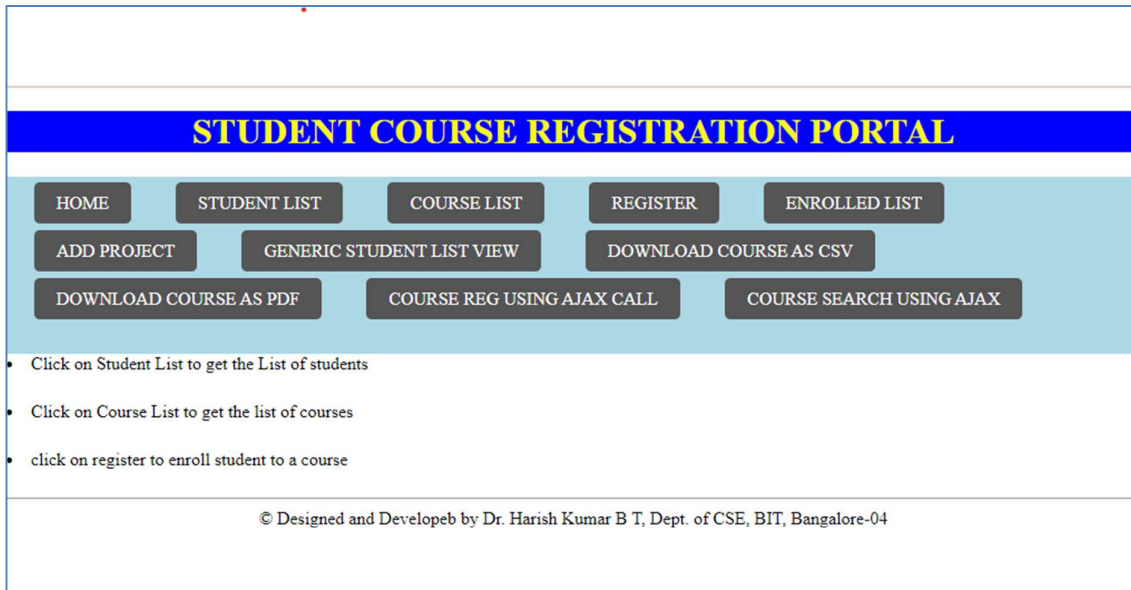 STUDENT COURSE REGISTRATION PORTAL
HOME STUDENT LIST COURSE LIST REGISTER ENROLLED LIST
ADD PROJECT GENERIC STUDENT LIST VIEW DOWNLOAD COURSE AS CSV
DOWNLOAD COURSE AS PDF COURSE REG USING AJAX CALL COURSE SEARCH USING AJAX
• Click on Student List to get the List of students
• Click on Course List to get the list of courses
• click on register to enroll student to a course
© Designed and Developeb by Dr. Harish Kumar B T, Dept. of CSE, BIT, Bangalore-04